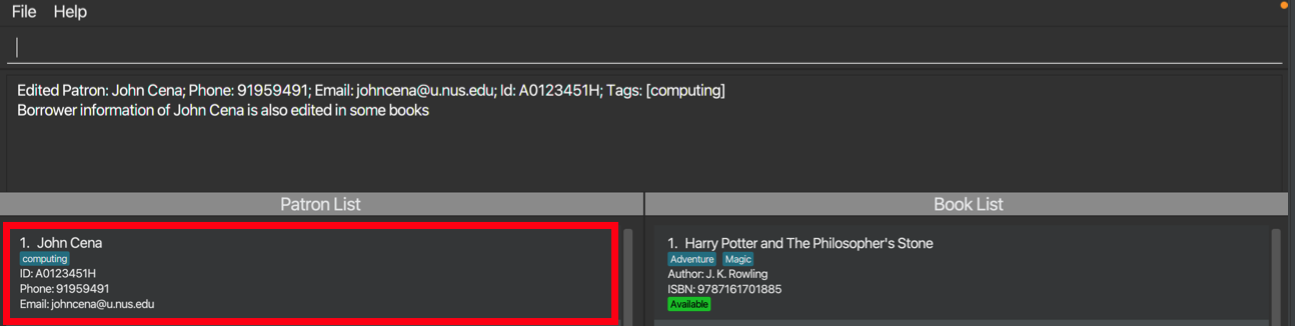 File Help
Edited Patron: John Cena; Phone: 91959491; Email: johncena@u.nus.edu; Id: A0123451H; Tags: [computing]
Borrower information of John Cena is also edited in some books
Patron List
Book List
1. John Cena
computing
ID: A0123451H
Phone: 91959491
Email: johncena@u.nus.edu
1. Harry Potter and The Philosopher's Stone
Adventure Magic
Author: J. K. Rowling
ISBN: 9787161701885
Available